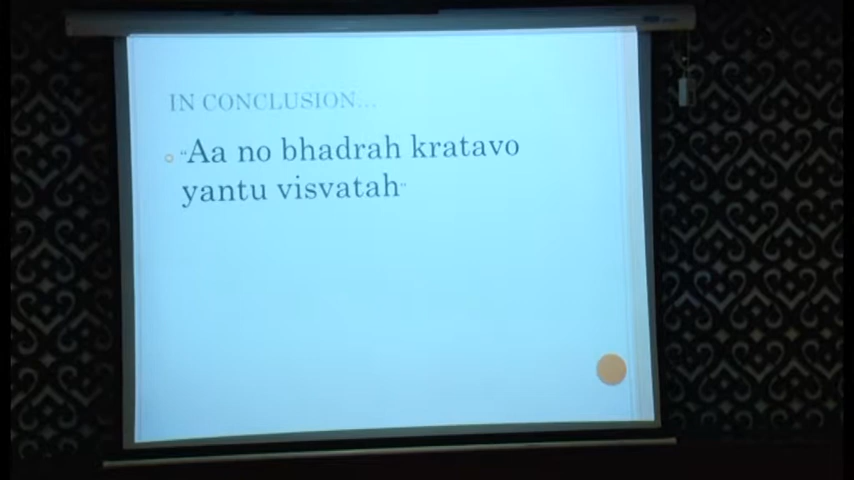 IN CONCLUSION...
"Aa no bhadrah kratavo
yantu visvatah"